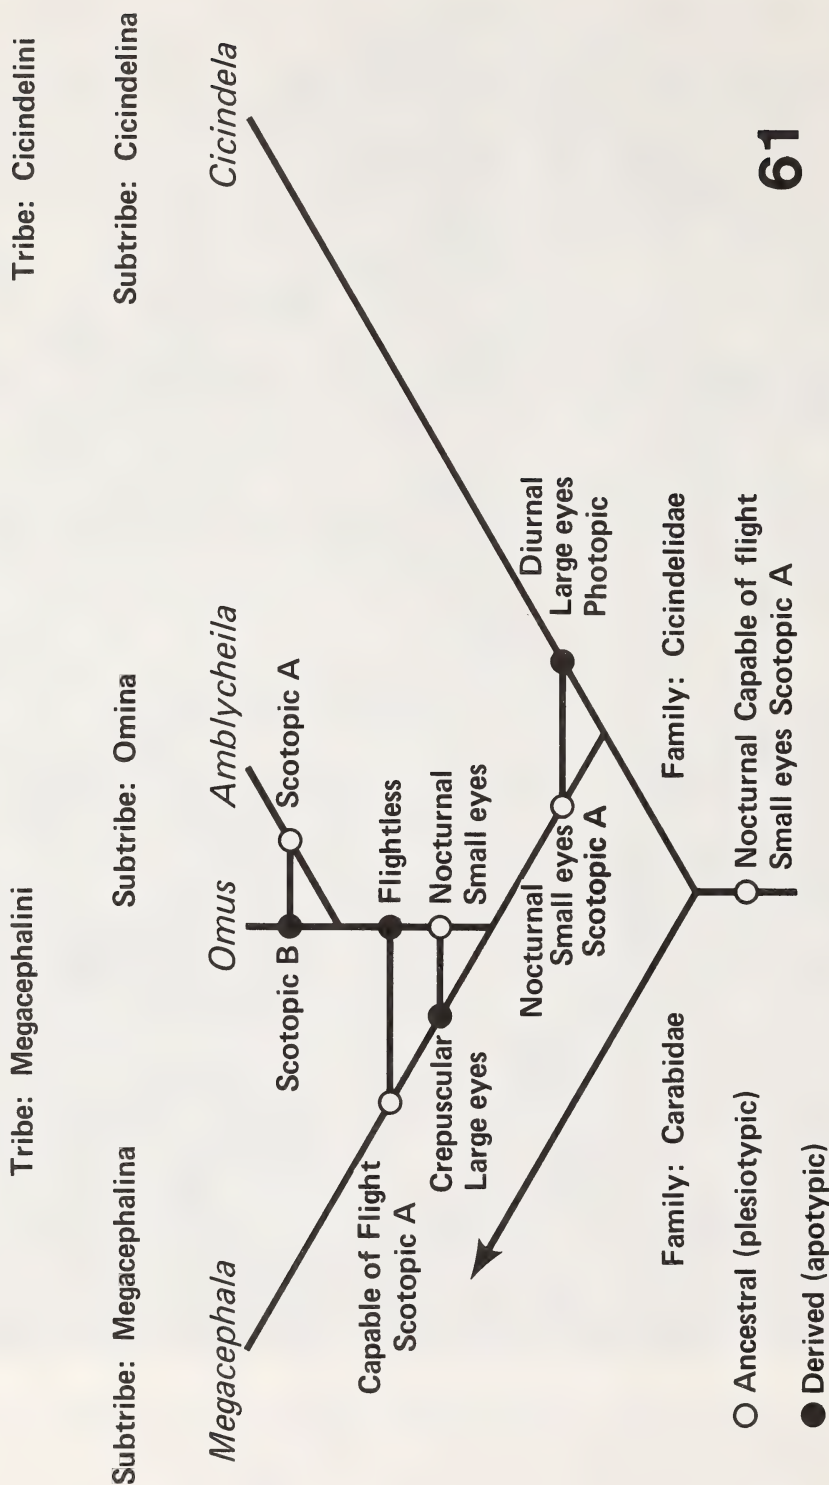 Tribe: Megacephalini
Tribe: Cicindelini
Subtribe: Megacephalina
Subtribe: Omina
Subtribe: Cicindelina
Megacephala
Omus
Amblycheila
Cicindela
Scotopic B
Scotopic A
Capable of Flight
Scotopic A
Flightless
Crepuscular
Large eyes
Nocturnal
Small eyes
Nocturnal
Small eyes
Scotopic A
Diurnal
Large eyes
Photopic
Family: Carabidae
Family: Cicindelidae
Ancestral (plesiotypic)
Derived (apotypic)
Nocturnal Capable of flight
Small eyes Scotopic A
61